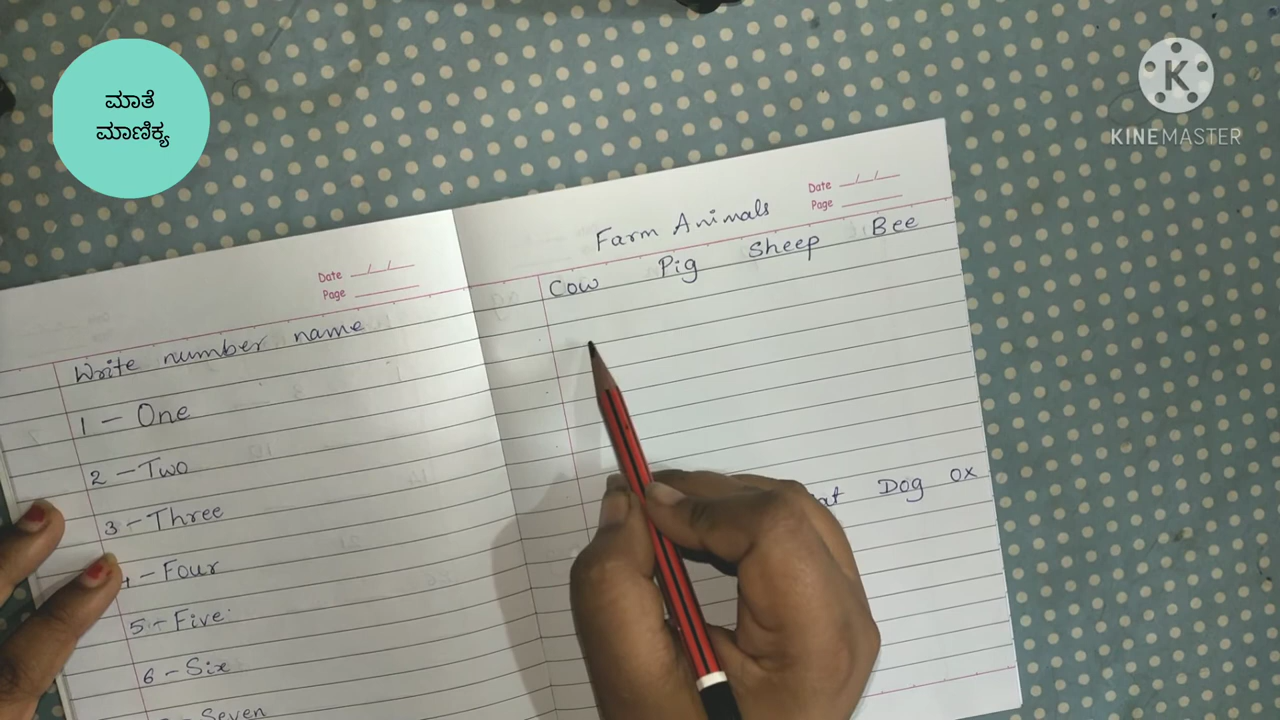 ಮಾತೆ
ಮಾಣಿಕ್ಯ
KINEMASTER
Date
Page
Write number name
1 - One
2 - Two
3 - Three
4 - Four
5 - Five
6 - Six
Seven
Date
Page
Farm Animals
Cow Pig Sheep Bee
Dog Ox